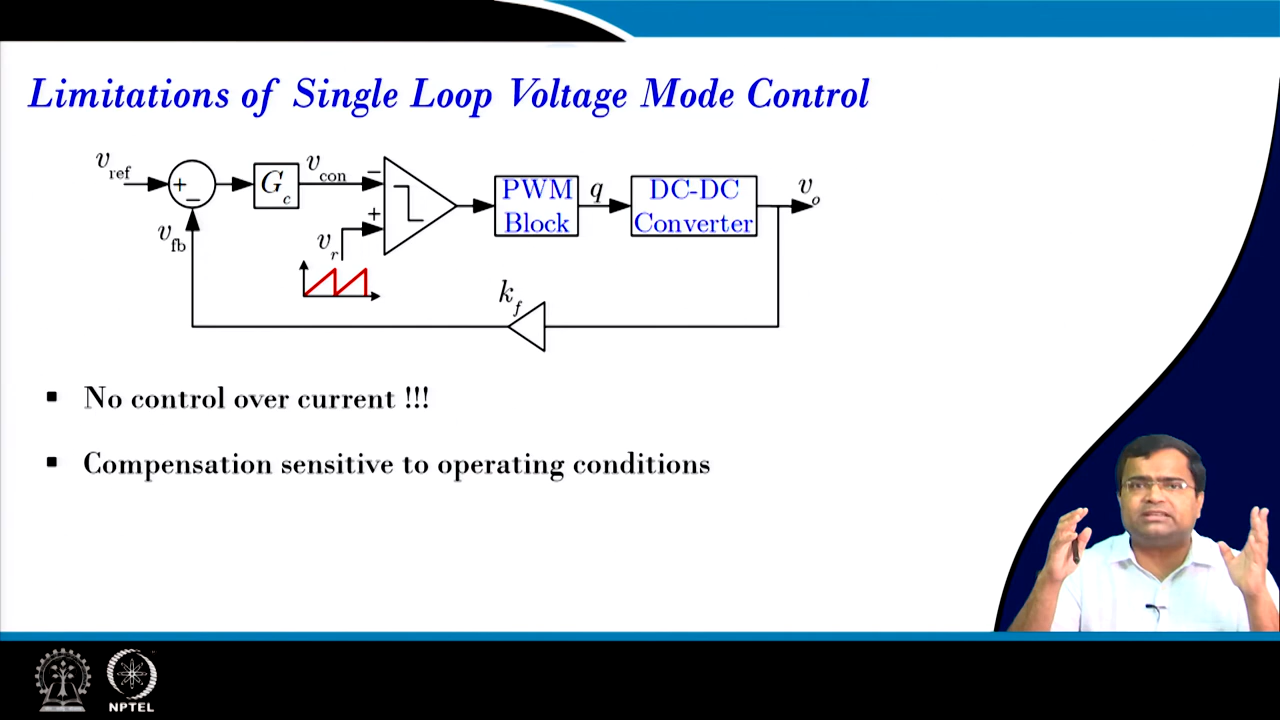 Limitations of Single Loop Voltage Mode Control
v_ref
+
−
G_c
v_con
−
+
v_r
PWM Block
q
DC-DC Converter
v_o
v_fb
k_f
▪ No control over current !!!
▪ Compensation sensitive to operating conditions
NPTEL